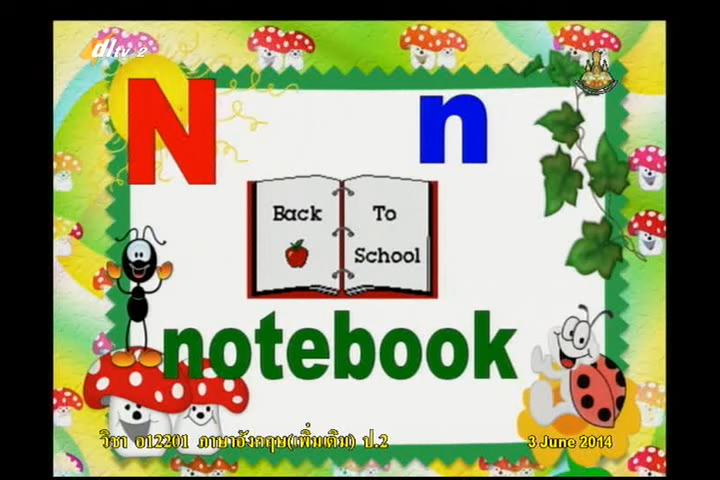 dltv 2
N n
Back To
School
notebook
วิชา อ12201 ภาษาอังกฤษ(เพิ่มเติม) ป.2
3 June 2014